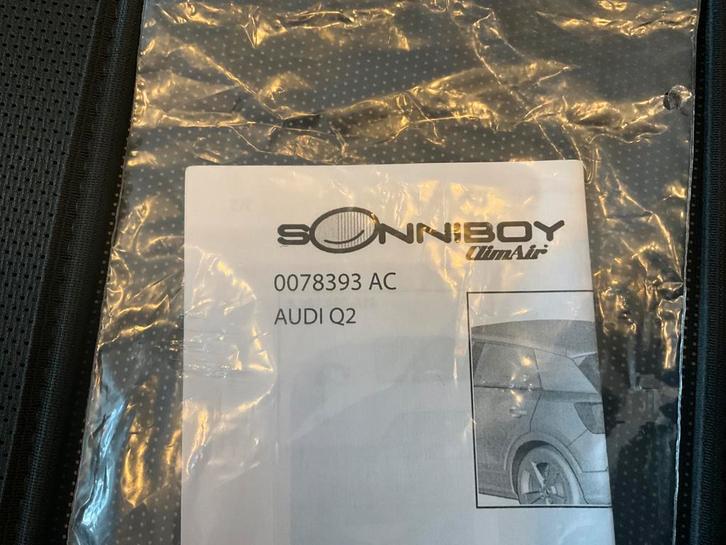 SONNIBOY
ClimAir
0078393 AC
AUDI Q2